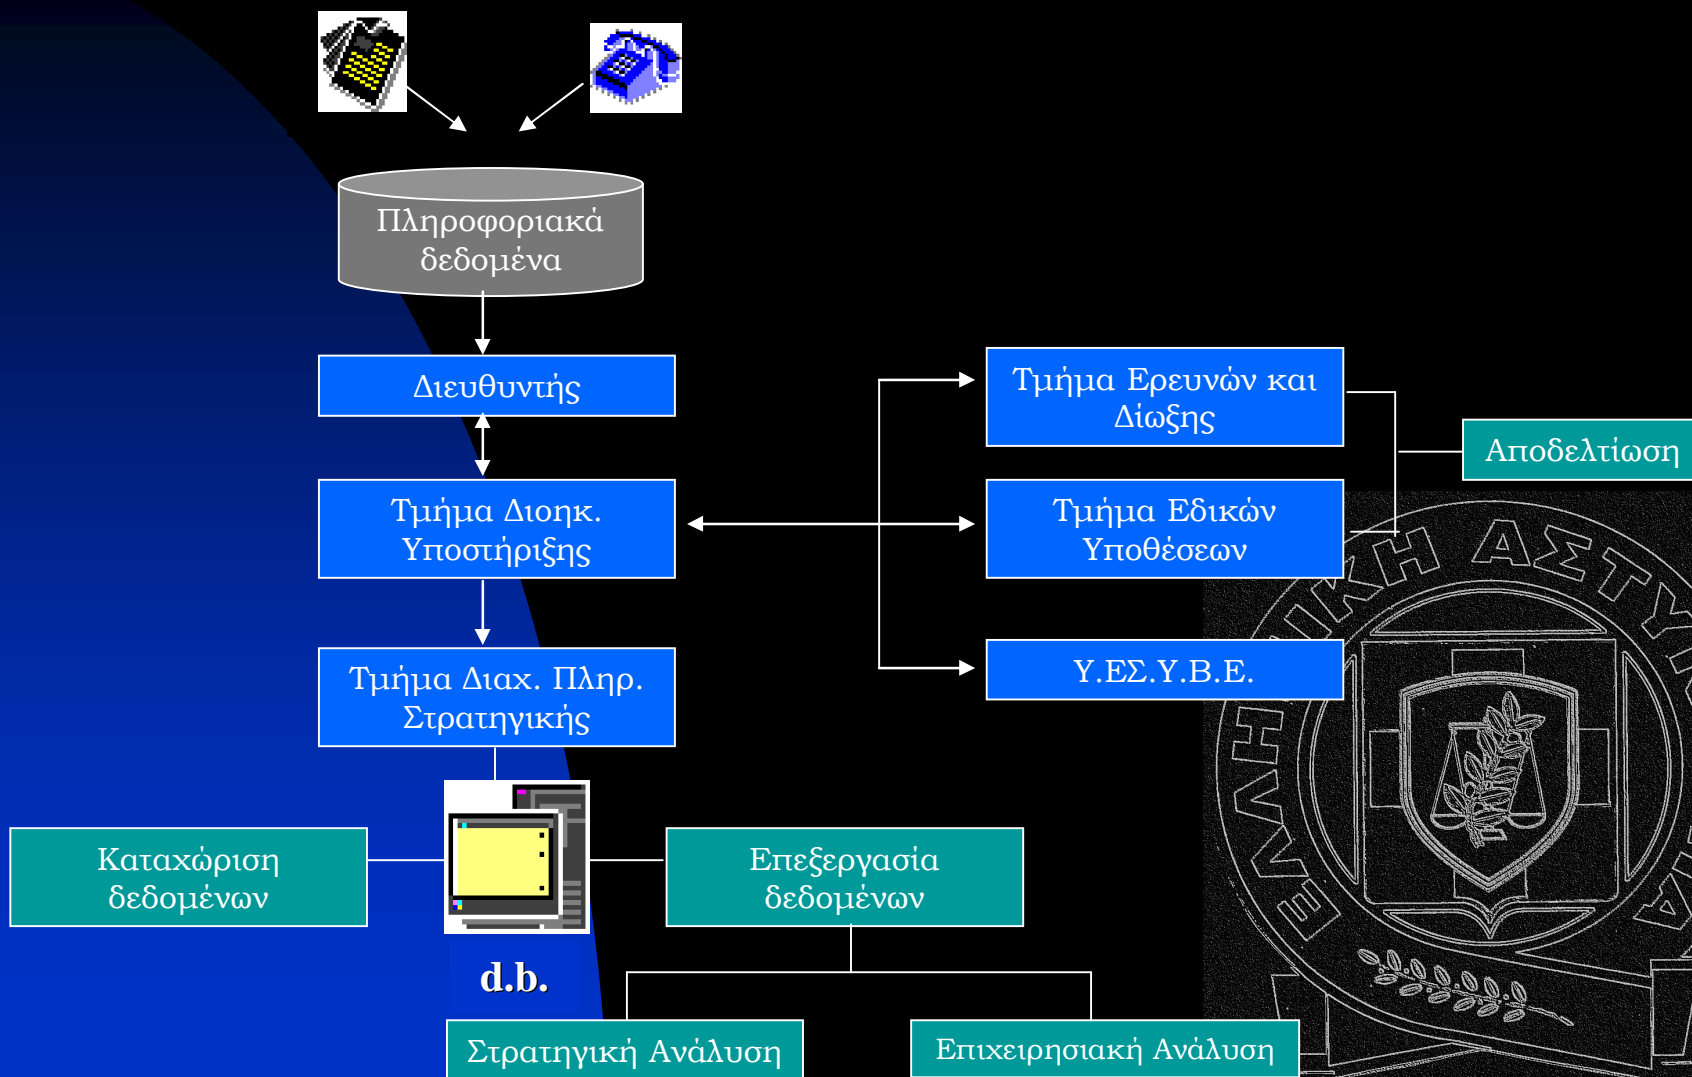 Πληροφοριακά
δεδομένα
Διευθυντής
Τμήμα Διοηκ.
Υποστήριξης
Τμήμα Διαχ. Πληρ.
Στρατηγικής
Τμήμα Ερευνών και
Δίωξης
Τμήμα Εδικών
Υποθέσεων
Υ.ΕΣ.Υ.Β.Ε.
Αποδελτίωση
Καταχώριση
δεδομένων
d.b.
Επεξεργασία
δεδομένων
Στρατηγική Ανάλυση
Επιχειρησιακή Ανάλυση